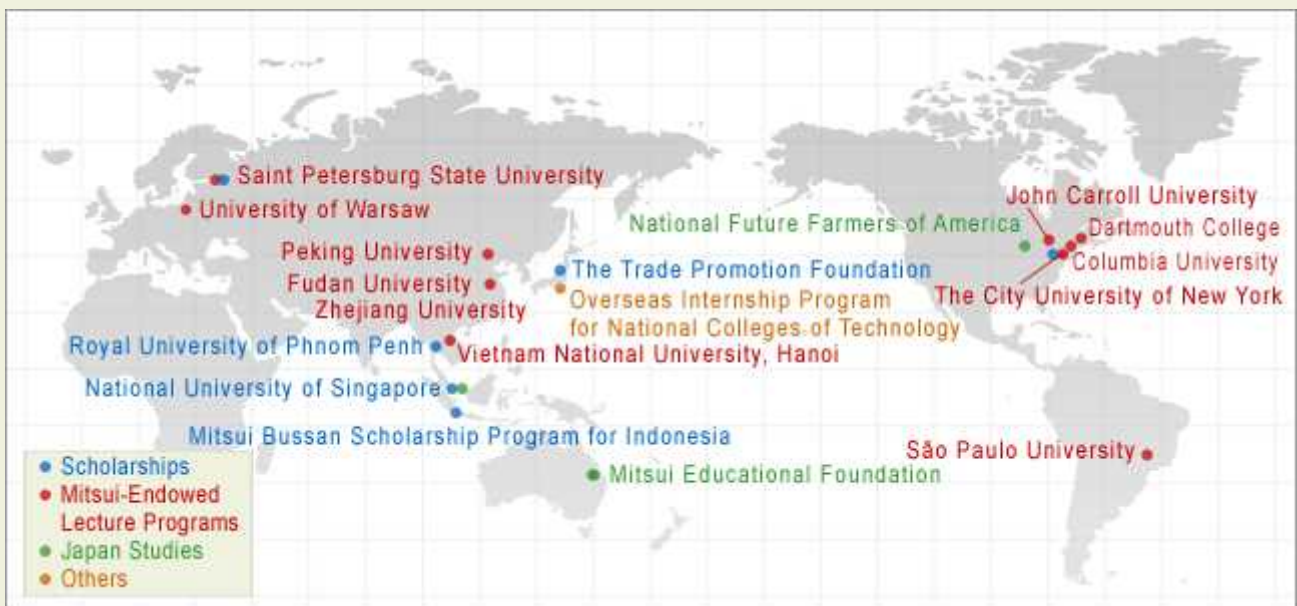 Saint Petersburg State University
University of Warsaw
John Carroll University
National Future Farmers of America
Dartmouth College
Peking University
The Trade Promotion Foundation
Columbia University
Fudan University
Overseas Internship Program
for National Colleges of Technology
The City University of New York
Zhejiang University
Royal University of Phnom Penh
Vietnam National University, Hanoi
National University of Singapore
Mitsui Bussan Scholarship Program for Indonesia
São Paulo University
Mitsui Educational Foundation
Scholarships
Mitsui-Endowed
Lecture Programs
Japan Studies
Others